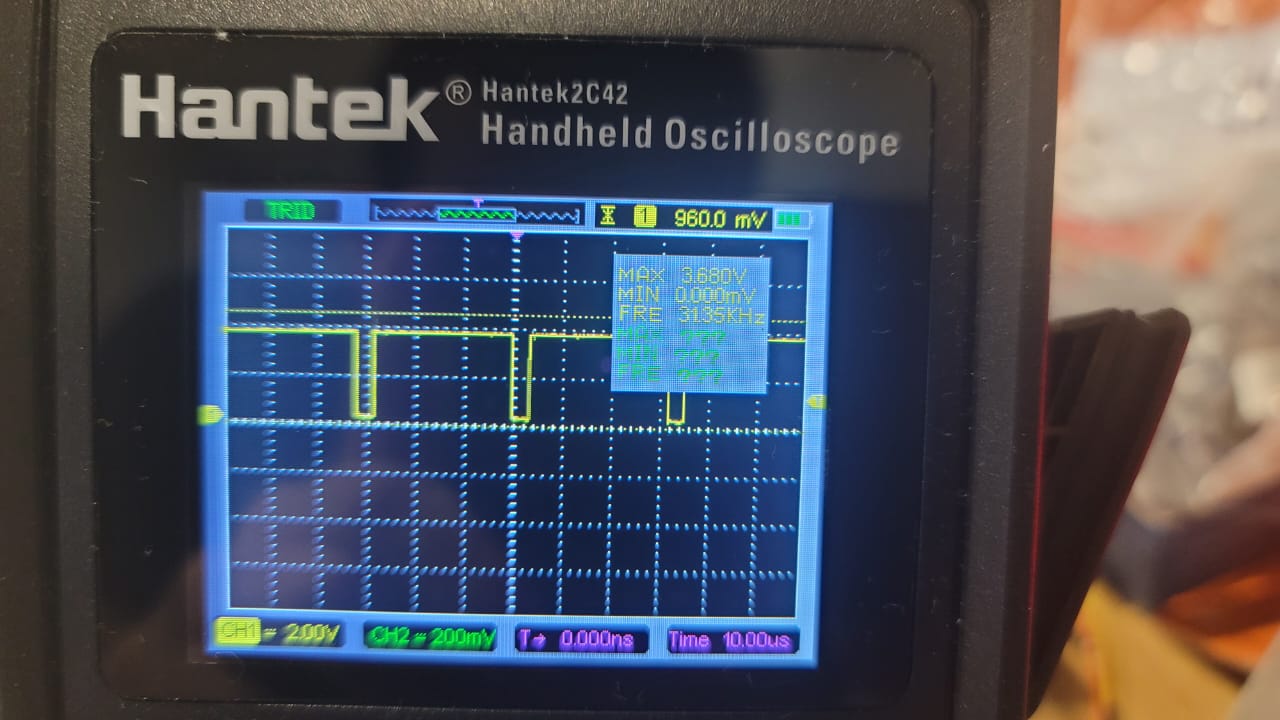 Hantek® Hantek2C42
Handheld Oscilloscope
TRID T 1 960.0 mV
MAX 3.680V
MIN 0.000mV
FRE 31.35KHz
MAX ???
MIN ???
FRE ???
CH1 = 2.00V CH2 = 200mV T→ 0.000ns Time 10.00us